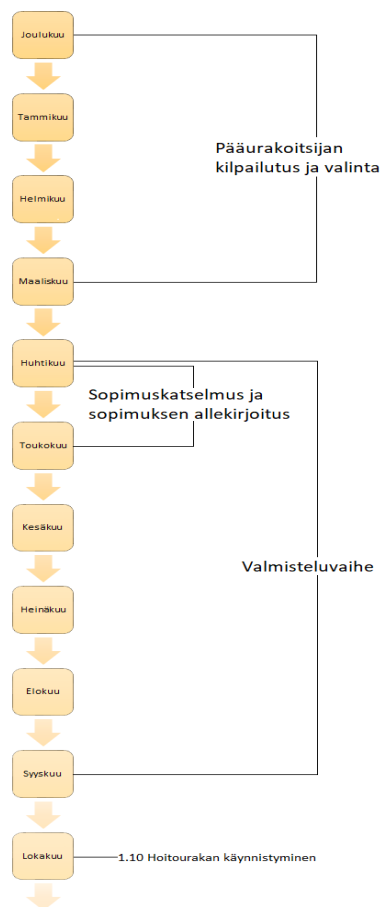 Joulukuu
Tammikuu
Pääurakoitsijan
kilpailutus ja valinta
Helmikuu
Maaliskuu
Huhtikuu
Sopimuskatselmus ja
sopimuksen allekirjoitus
Toukokuu
Kesäkuu
Valmisteluvaihe
Heinäkuu
Elokuu
Syyskuu
Lokakuu
1.10 Hoitourakan käynnistyminen